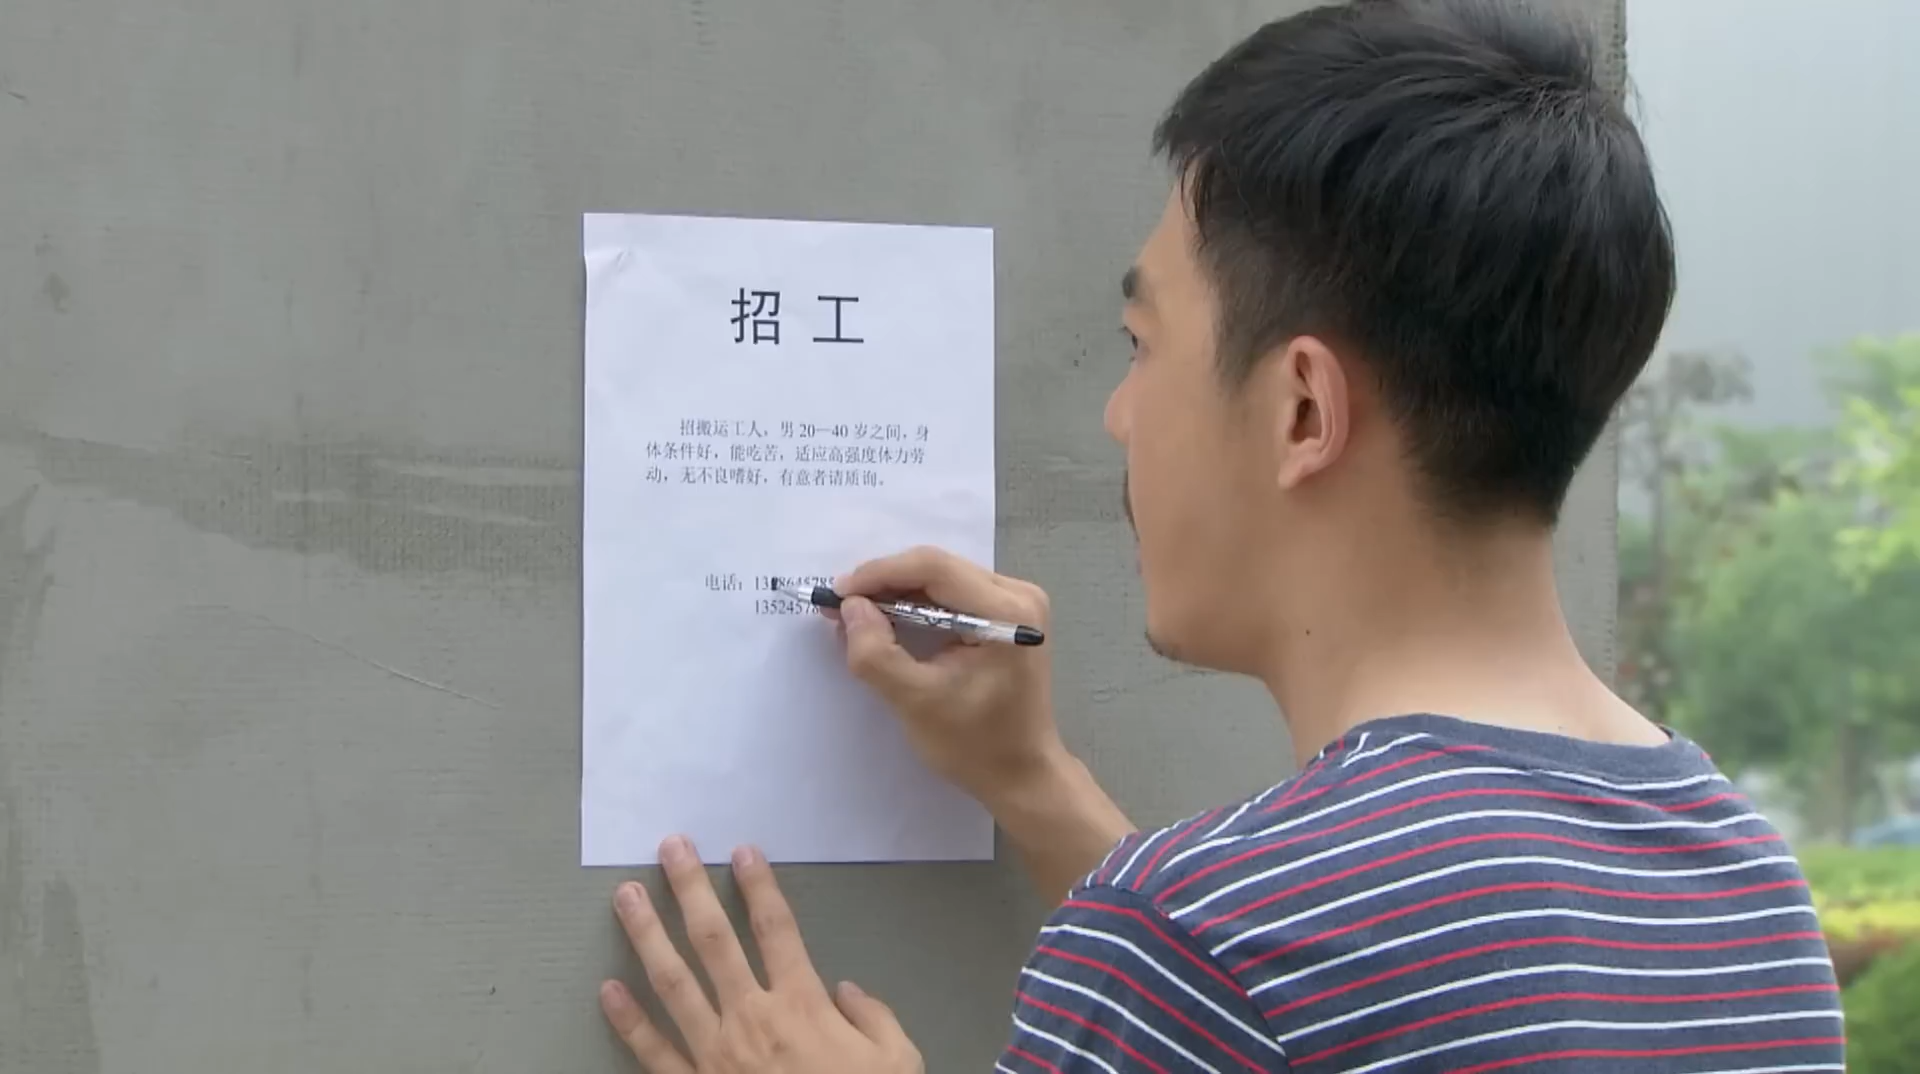 招 工
招搬运工人，男 20—40 岁之间，身
体条件好，能吃苦，适应高强度体力劳
动，无不良嗜好，有意者请质询。
电话：